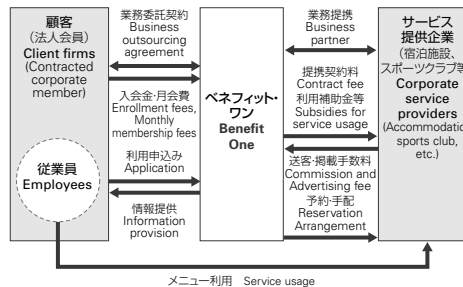 顧客
（法人会員）
Client firms
(Contracted
corporate
member)
従業員
Employees
業務委託契約
Business
outsourcing
agreement
入会金・月会費
Enrollment fees,
Monthly
membership fees
利用申込み
Application
情報提供
Information
provision
ベネフィット・
ワン
Benefit
One
業務提携
Business
partner
提携契約料
Contract fee
利用補助金等
Subsidies for
service usage
送客・掲載手数料
Commission and
Advertising fee
予約・手配
Reservation
Arrangement
サービス
提供企業
（宿泊施設、
スポーツクラブ等
Corporate
service
providers
(Accommodatio
sports club,
etc.)
メニュー利用 Service usage